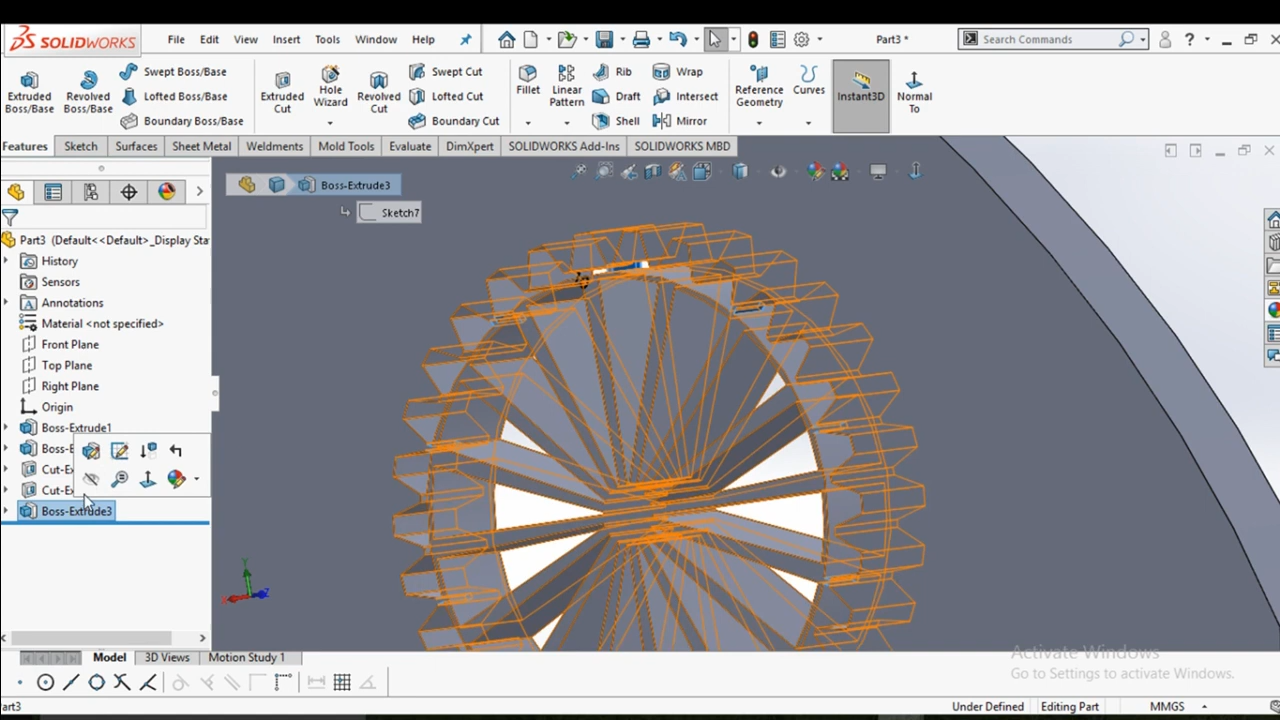 SOLIDWORKS File Edit View Insert Tools Window Help Part3 * Search Commands ?
Extruded Boss/Base
Revolved Boss/Base
Swept Boss/Base
Lofted Boss/Base
Boundary Boss/Base
Extruded Cut
Hole Wizard
Revolved Cut
Swept Cut
Lofted Cut
Boundary Cut
Fillet
Linear Pattern
Rib
Draft
Shell
Wrap
Intersect
Mirror
Reference Geometry
Curves
Instant3D
Normal To
Features Sketch Surfaces Sheet Metal Weldments Mold Tools Evaluate DimXpert SOLIDWORKS Add-Ins SOLIDWORKS MBD
Boss-Extrude3
Sketch7
Part3 (Default<<Default>_Display Sta
History
Sensors
Annotations
Material <not specified>
Front Plane
Top Plane
Right Plane
Origin
Boss-Extrude1
Boss-E
Cut-Ex
Cut-Ex
Boss-Extrude3
Y
Z
Activate Windows
Go to Settings to activate Windows.
Model 3D Views Motion Study 1
art3 Under Defined Editing Part MMGS